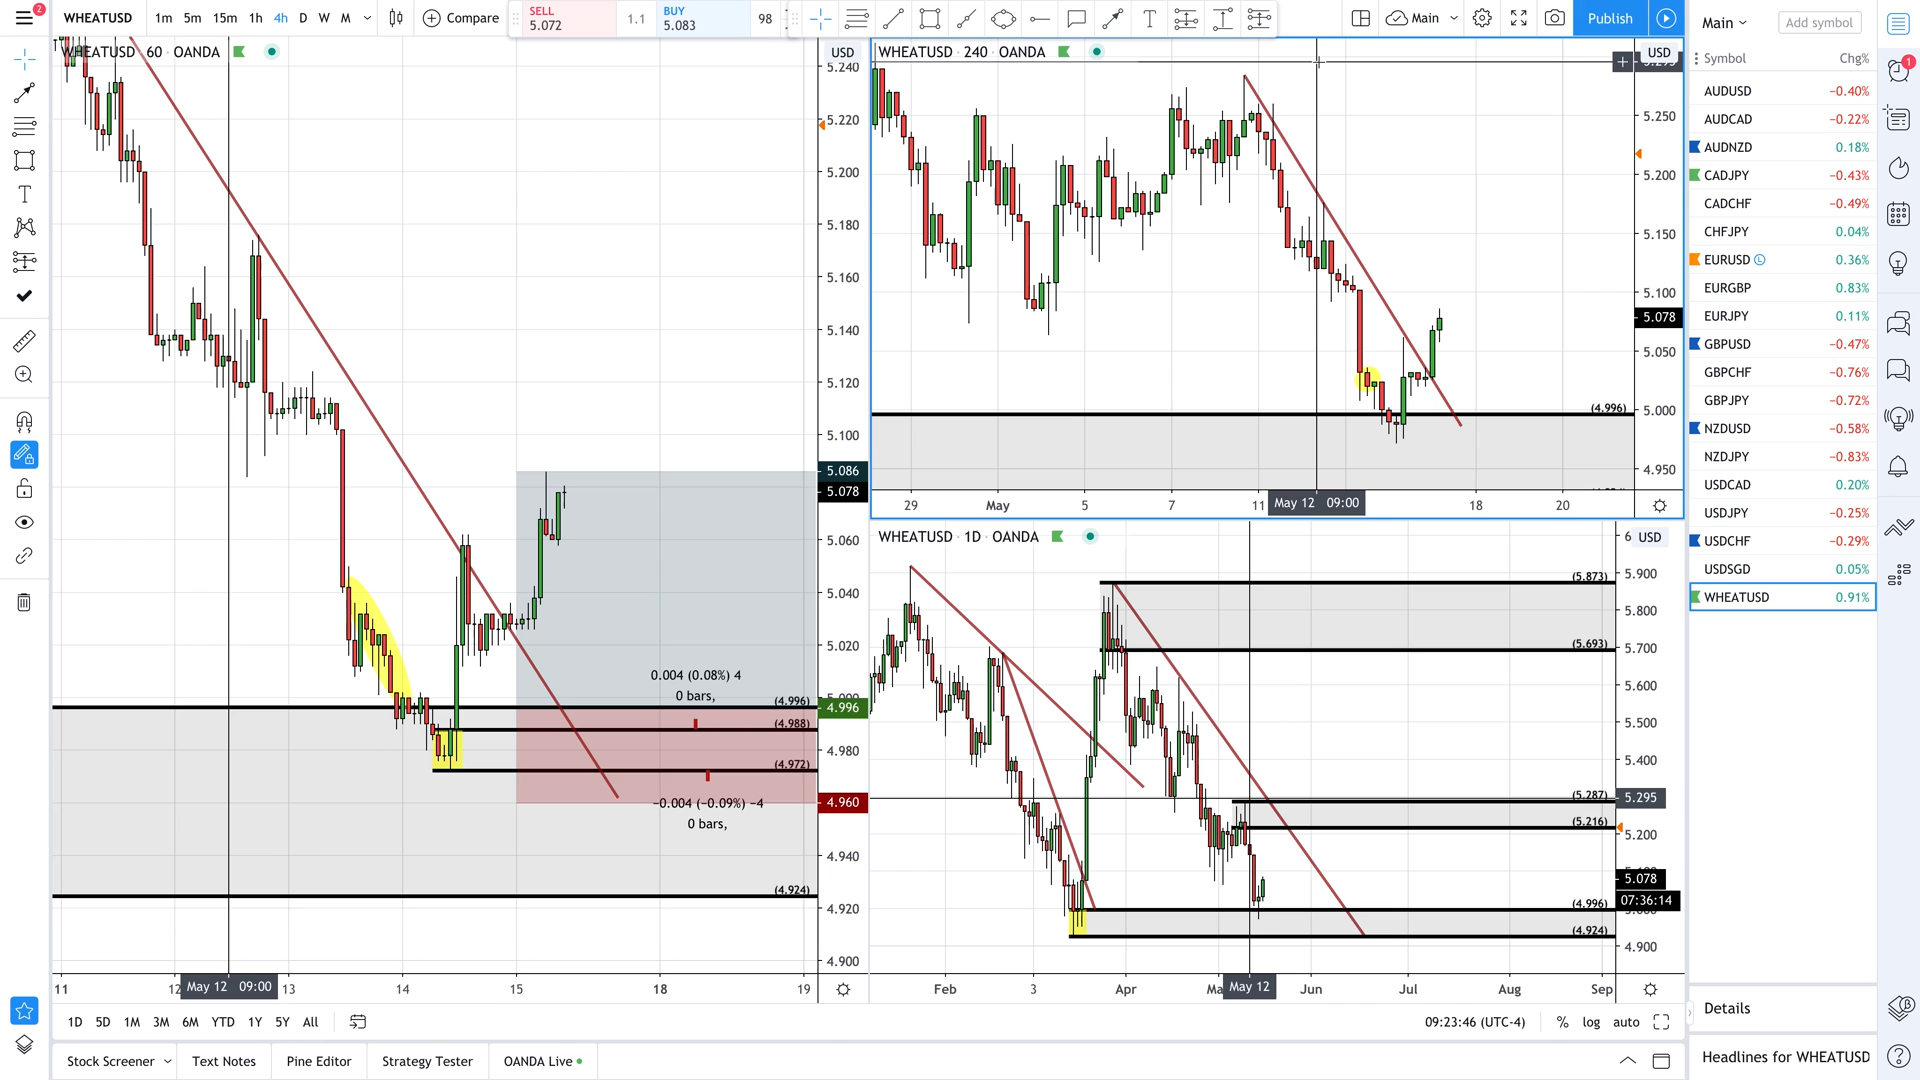 2
WHEATUSD 1m 5m 15m 1h 4h D W M Compare SELL 5.072 1.1 BUY 5.083 98 T Main Publish
WHEATUSD · 60 · OANDA
USD
5.240
5.220
5.200
5.180
5.160
5.140
5.120
5.100
5.086
5.078
5.060
5.040
5.020
5.000
4.996
4.980
4.960
4.940
4.920
4.900
0.004 (0.08%) 4
0 bars,
(4.996)
(4.988)
(4.972)
−0.004 (−0.09%) −4
0 bars,
(4.924)
11 12 May 12 09:00 13 14 15 18 19
WHEATUSD · 240 · OANDA
USD
5.295
5.250
5.200
5.150
5.100
5.078
5.050
5.000
4.950
(4.996)
29 May 5 7 11 May 12 09:00 18 20
WHEATUSD · 1D · OANDA
USD
5.900
5.800
5.700
5.600
5.500
5.400
5.295
5.200
5.078
07:36:14
4.900
(5.873)
(5.693)
(5.287)
(5.216)
(4.996)
(4.924)
Feb 3 Apr May 12 Jun Jul Aug Sep
1D 5D 1M 3M 6M YTD 1Y 5Y All
09:23:46 (UTC-4) % log auto
Stock Screener Text Notes Pine Editor Strategy Tester OANDA Live
Main Add symbol
Symbol Chg%
AUDUSD −0.40%
AUDCAD −0.22%
AUDNZD 0.18%
CADJPY −0.43%
CADCHF −0.49%
CHFJPY 0.04%
EURUSD L 0.36%
EURGBP 0.83%
EURJPY 0.11%
GBPUSD −0.47%
GBPCHF −0.76%
GBPJPY −0.72%
NZDUSD −0.58%
NZDJPY −0.83%
USDCAD 0.20%
USDJPY −0.25%
USDCHF −0.29%
USDSGD 0.05%
WHEATUSD 0.91%
Details
Headlines for WHEATUSD
1